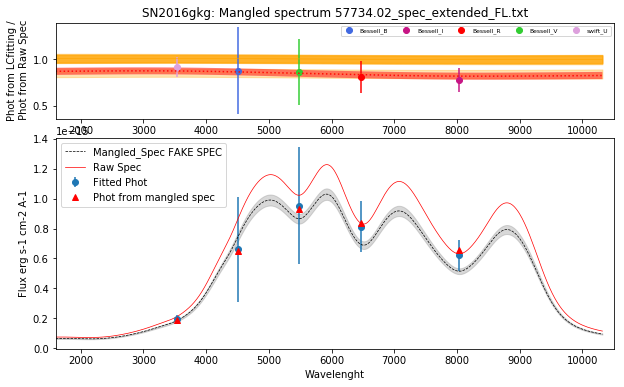 SN2016gkg: Mangled spectrum 57734.02_spec_extended_FL.txt
Phot from LCfitting /
Phot from Raw Spec
1.0
0.5
Bessell_B
Bessell_I
Bessell_R
Bessell_V
swift_U
2000 3000 4000 5000 6000 7000 8000 9000 10000
1e−15
Flux erg s-1 cm-2 A-1
1.4
1.2
1.0
0.8
0.6
0.4
0.2
0.0
Mangled_Spec FAKE SPEC
Raw Spec
Fitted Phot
Phot from mangled spec
2000 3000 4000 5000 6000 7000 8000 9000 10000
Wavelenght